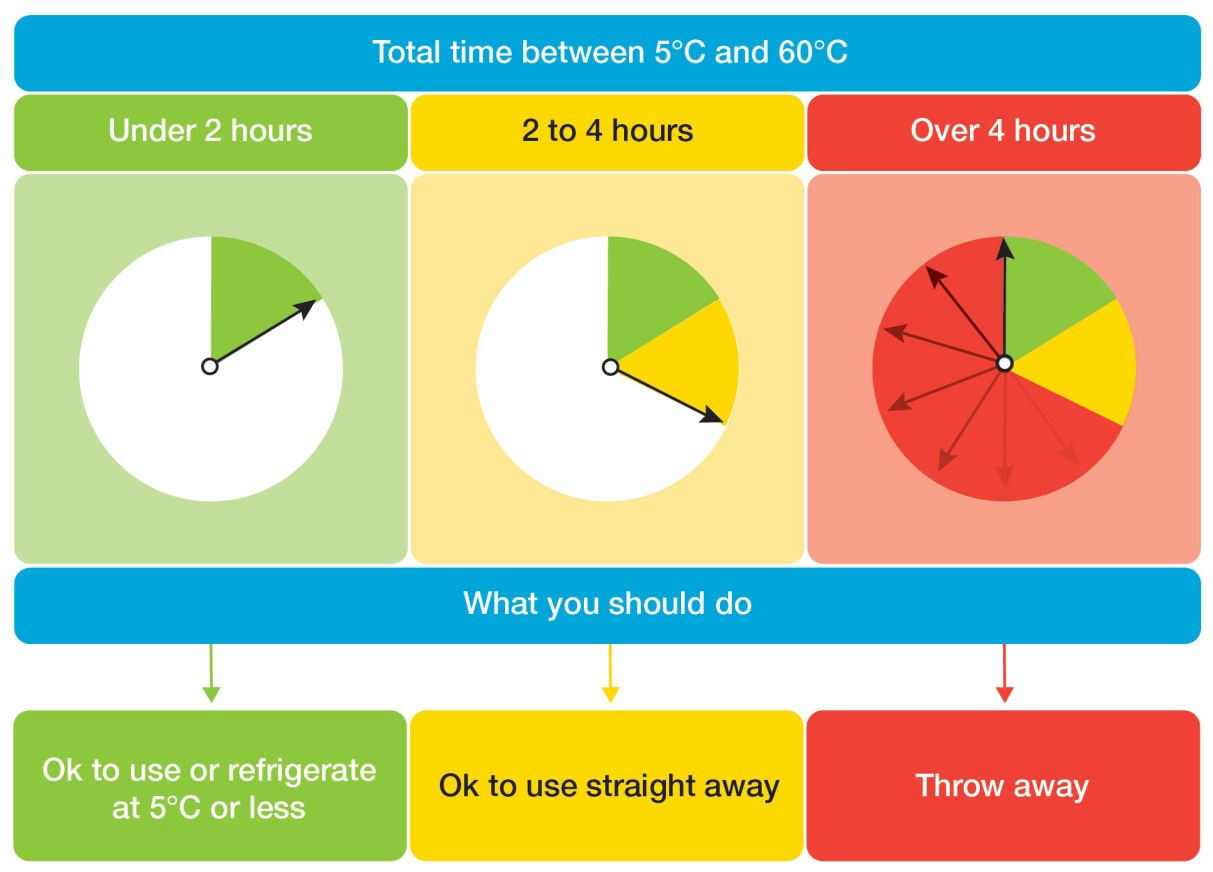 Total time between 5°C and 60°C
Under 2 hours
2 to 4 hours
Over 4 hours
What you should do
Ok to use or refrigerate
at 5°C or less
Ok to use straight away
Throw away